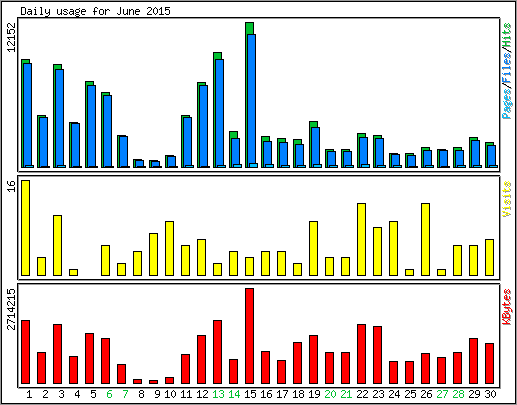 Daily usage for June 2015
12152
Pages/Files/Hits
16
Visits
2714215
KBytes
1 2 3 4 5 6 7 8 9 10 11 12 13 14 15 16 17 18 19 20 21 22 23 24 25 26 27 28 29 30